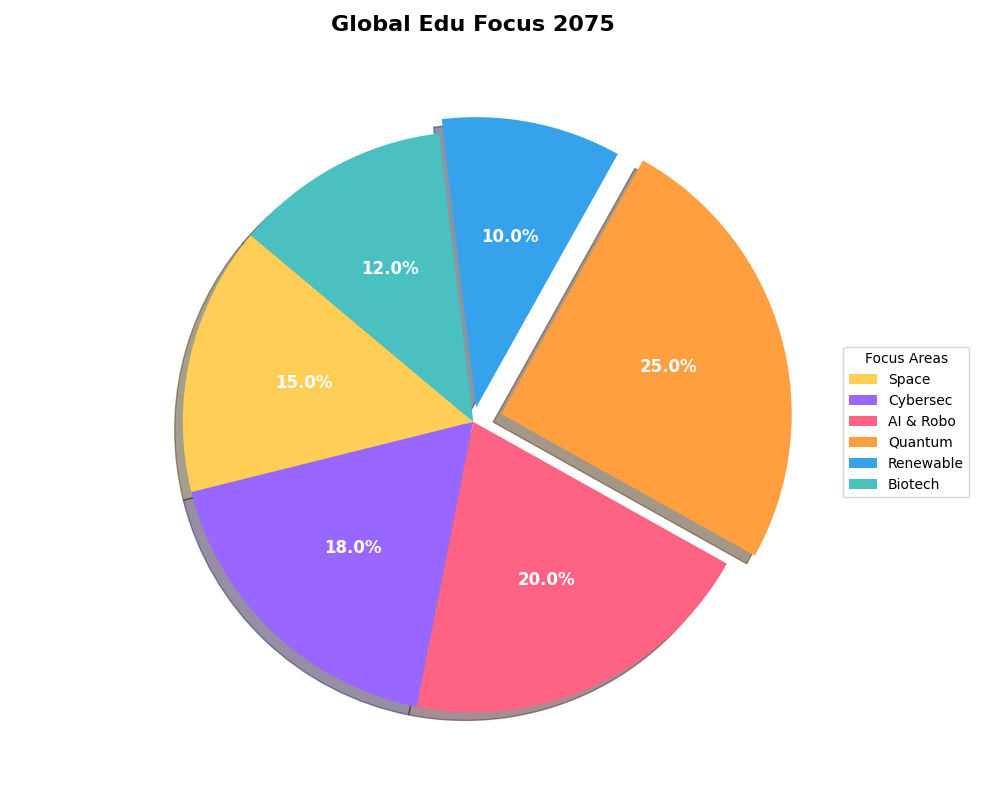 Global Edu Focus 2075
10.0%
12.0%
25.0%
15.0%
18.0%
20.0%
Focus Areas
Space
Cybersec
AI & Robo
Quantum
Renewable
Biotech